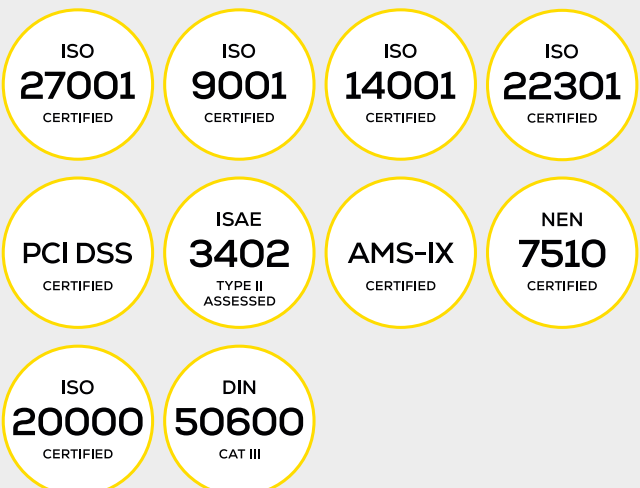 ISO
27001
CERTIFIED
ISO
9001
CERTIFIED
ISO
14001
CERTIFIED
ISO
22301
CERTIFIED
PCI DSS
CERTIFIED
ISAE
3402
TYPE II
ASSESSED
AMS-IX
CERTIFIED
NEN
7510
CERTIFIED
ISO
20000
CERTIFIED
DIN
50600
CAT III